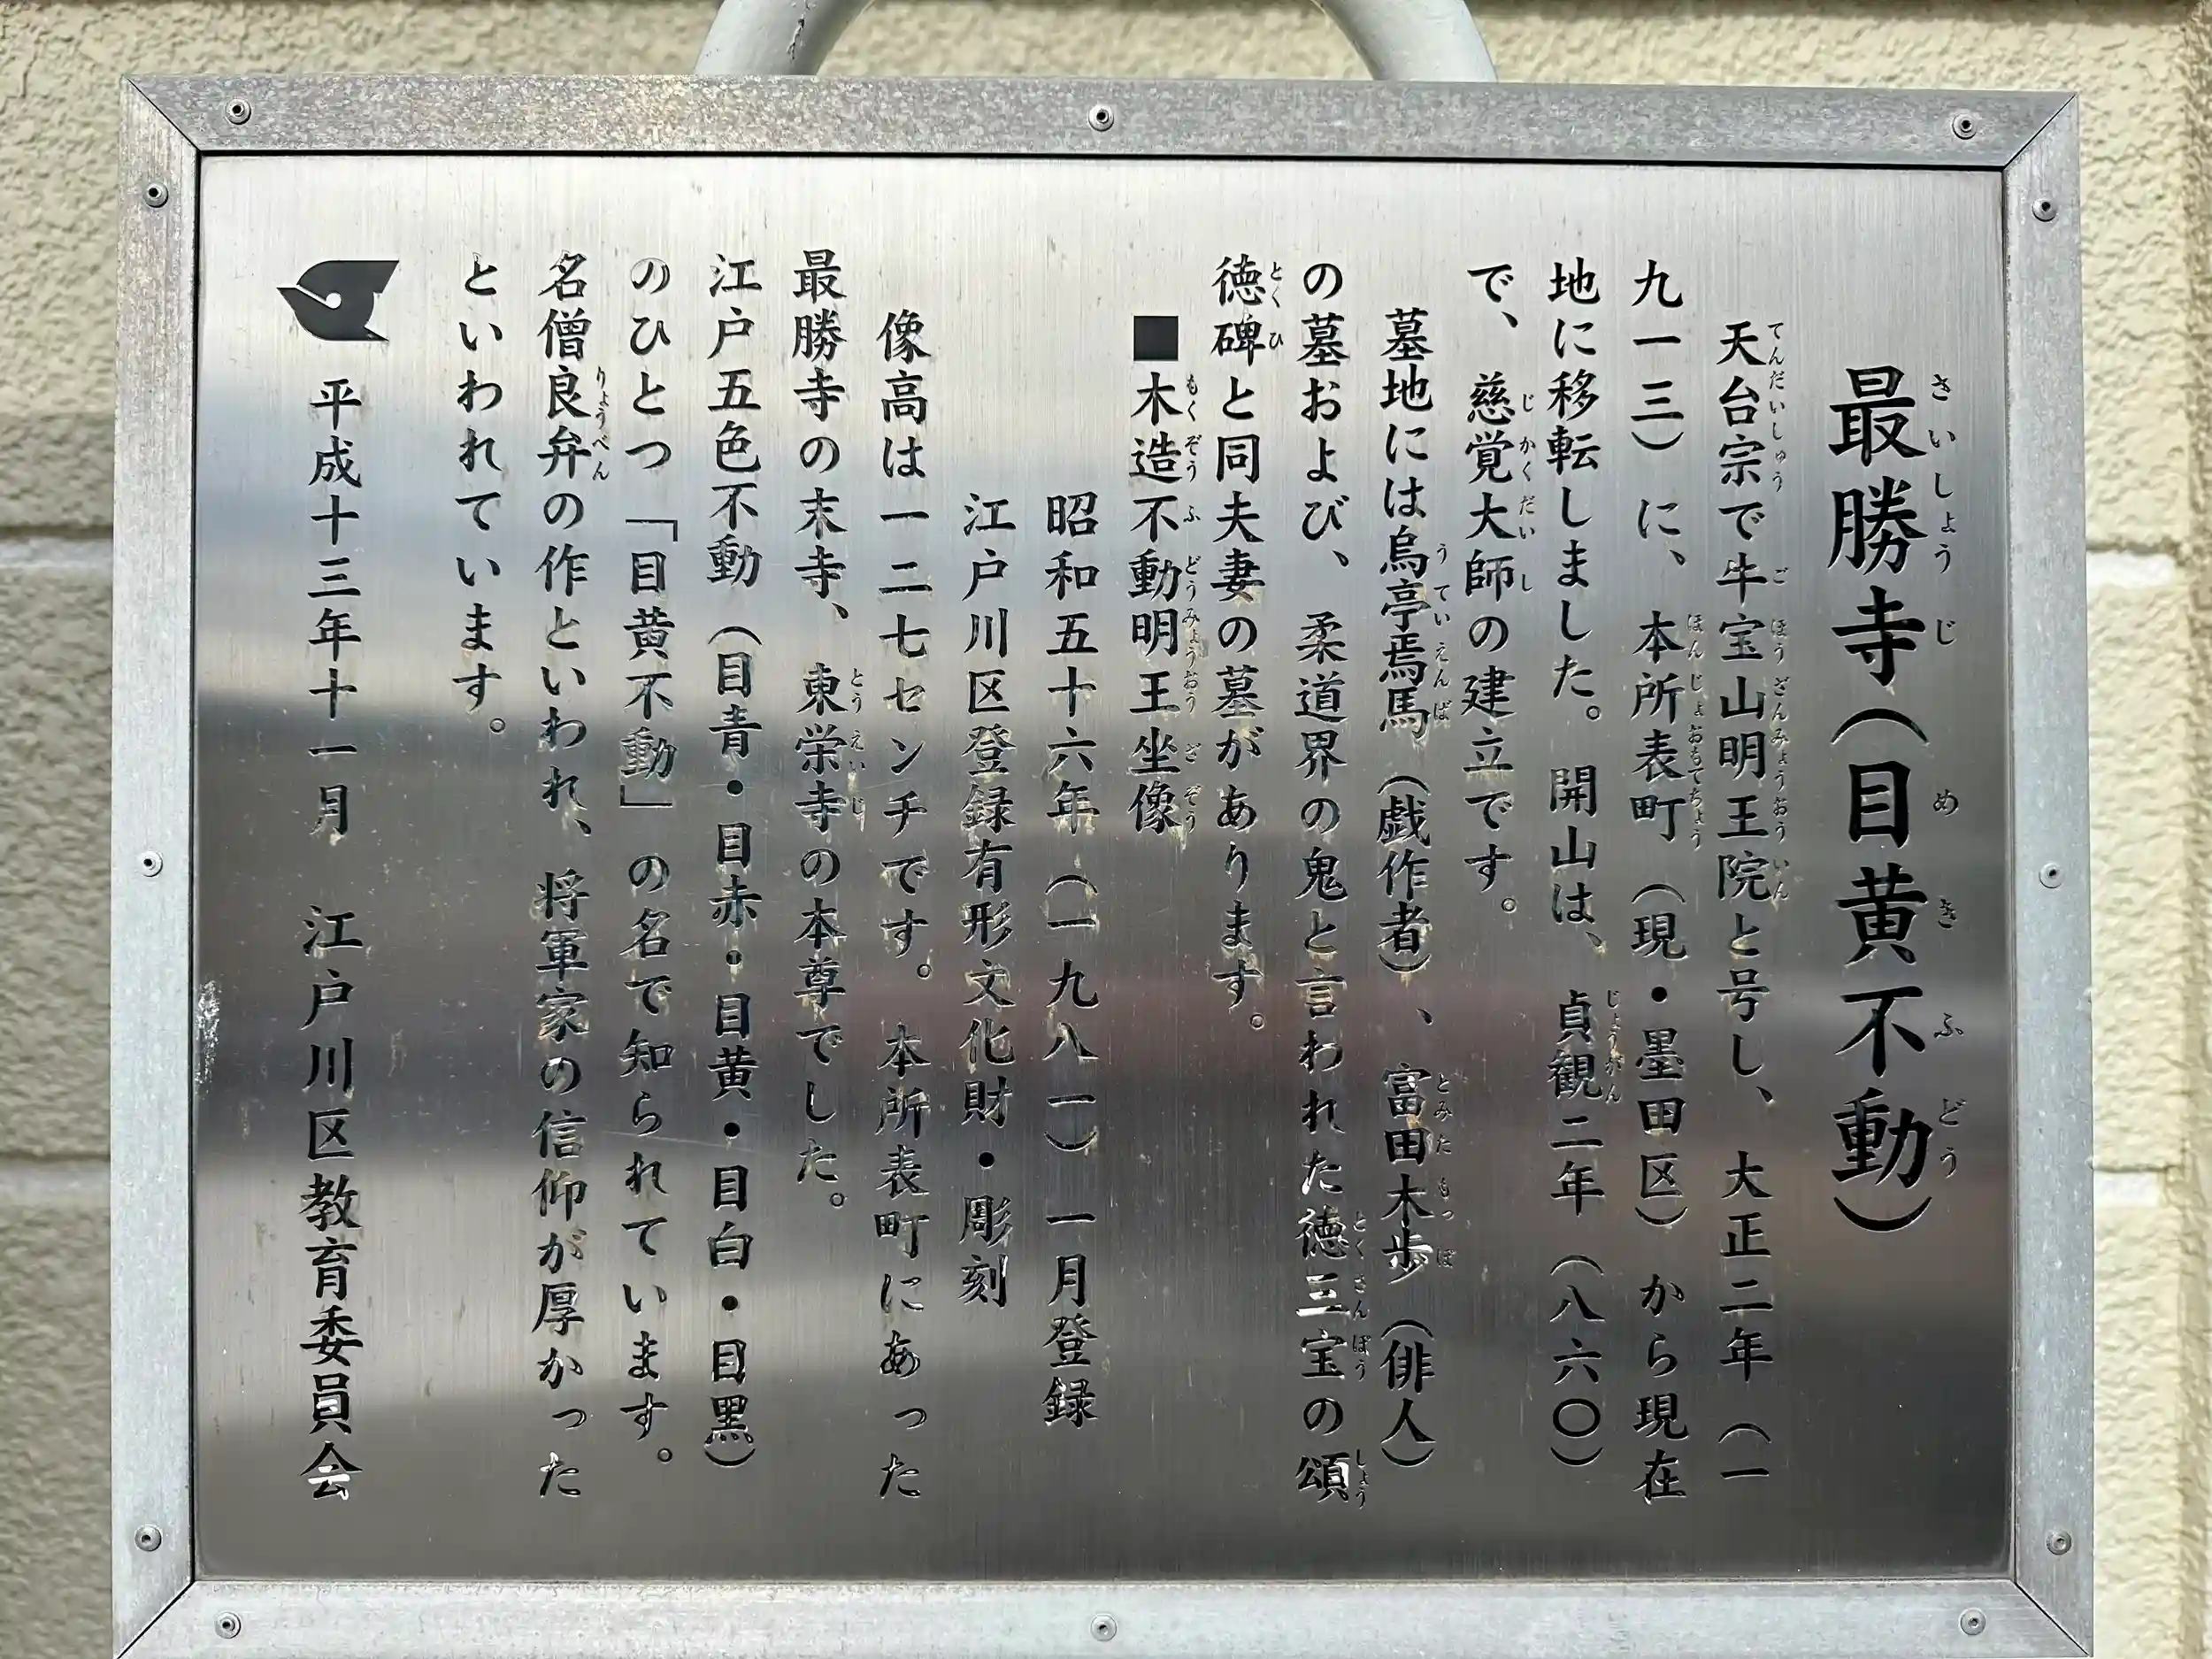 最勝寺（目黄不動）
天台宗で牛宝山明王院と号し、大正二年（一
九一三）に、本所表町（現・墨田区）から現在
地に移転しました。開山は、貞観二年（八六〇）
で、慈覚大師の建立です。
墓地には烏亭焉馬（戯作者）、富田木歩（俳人）
の墓および、柔道界の鬼と言われた徳三宝の頌
徳碑と同夫妻の墓があります。
■木造不動明王坐像
昭和五十六年（一九八一）一月登録
江戸川区登録有形文化財・彫刻
像高は一二七センチです。本所表町にあった
最勝寺の末寺、東栄寺の本尊でした。
江戸五色不動（目青・目赤・目黄・目白・目黒）
のひとつ「目黄不動」の名で知られています。
名僧良弁の作といわれ、将軍家の信仰が厚かった
といわれています。
平成十三年十一月　江戸川区教育委員会